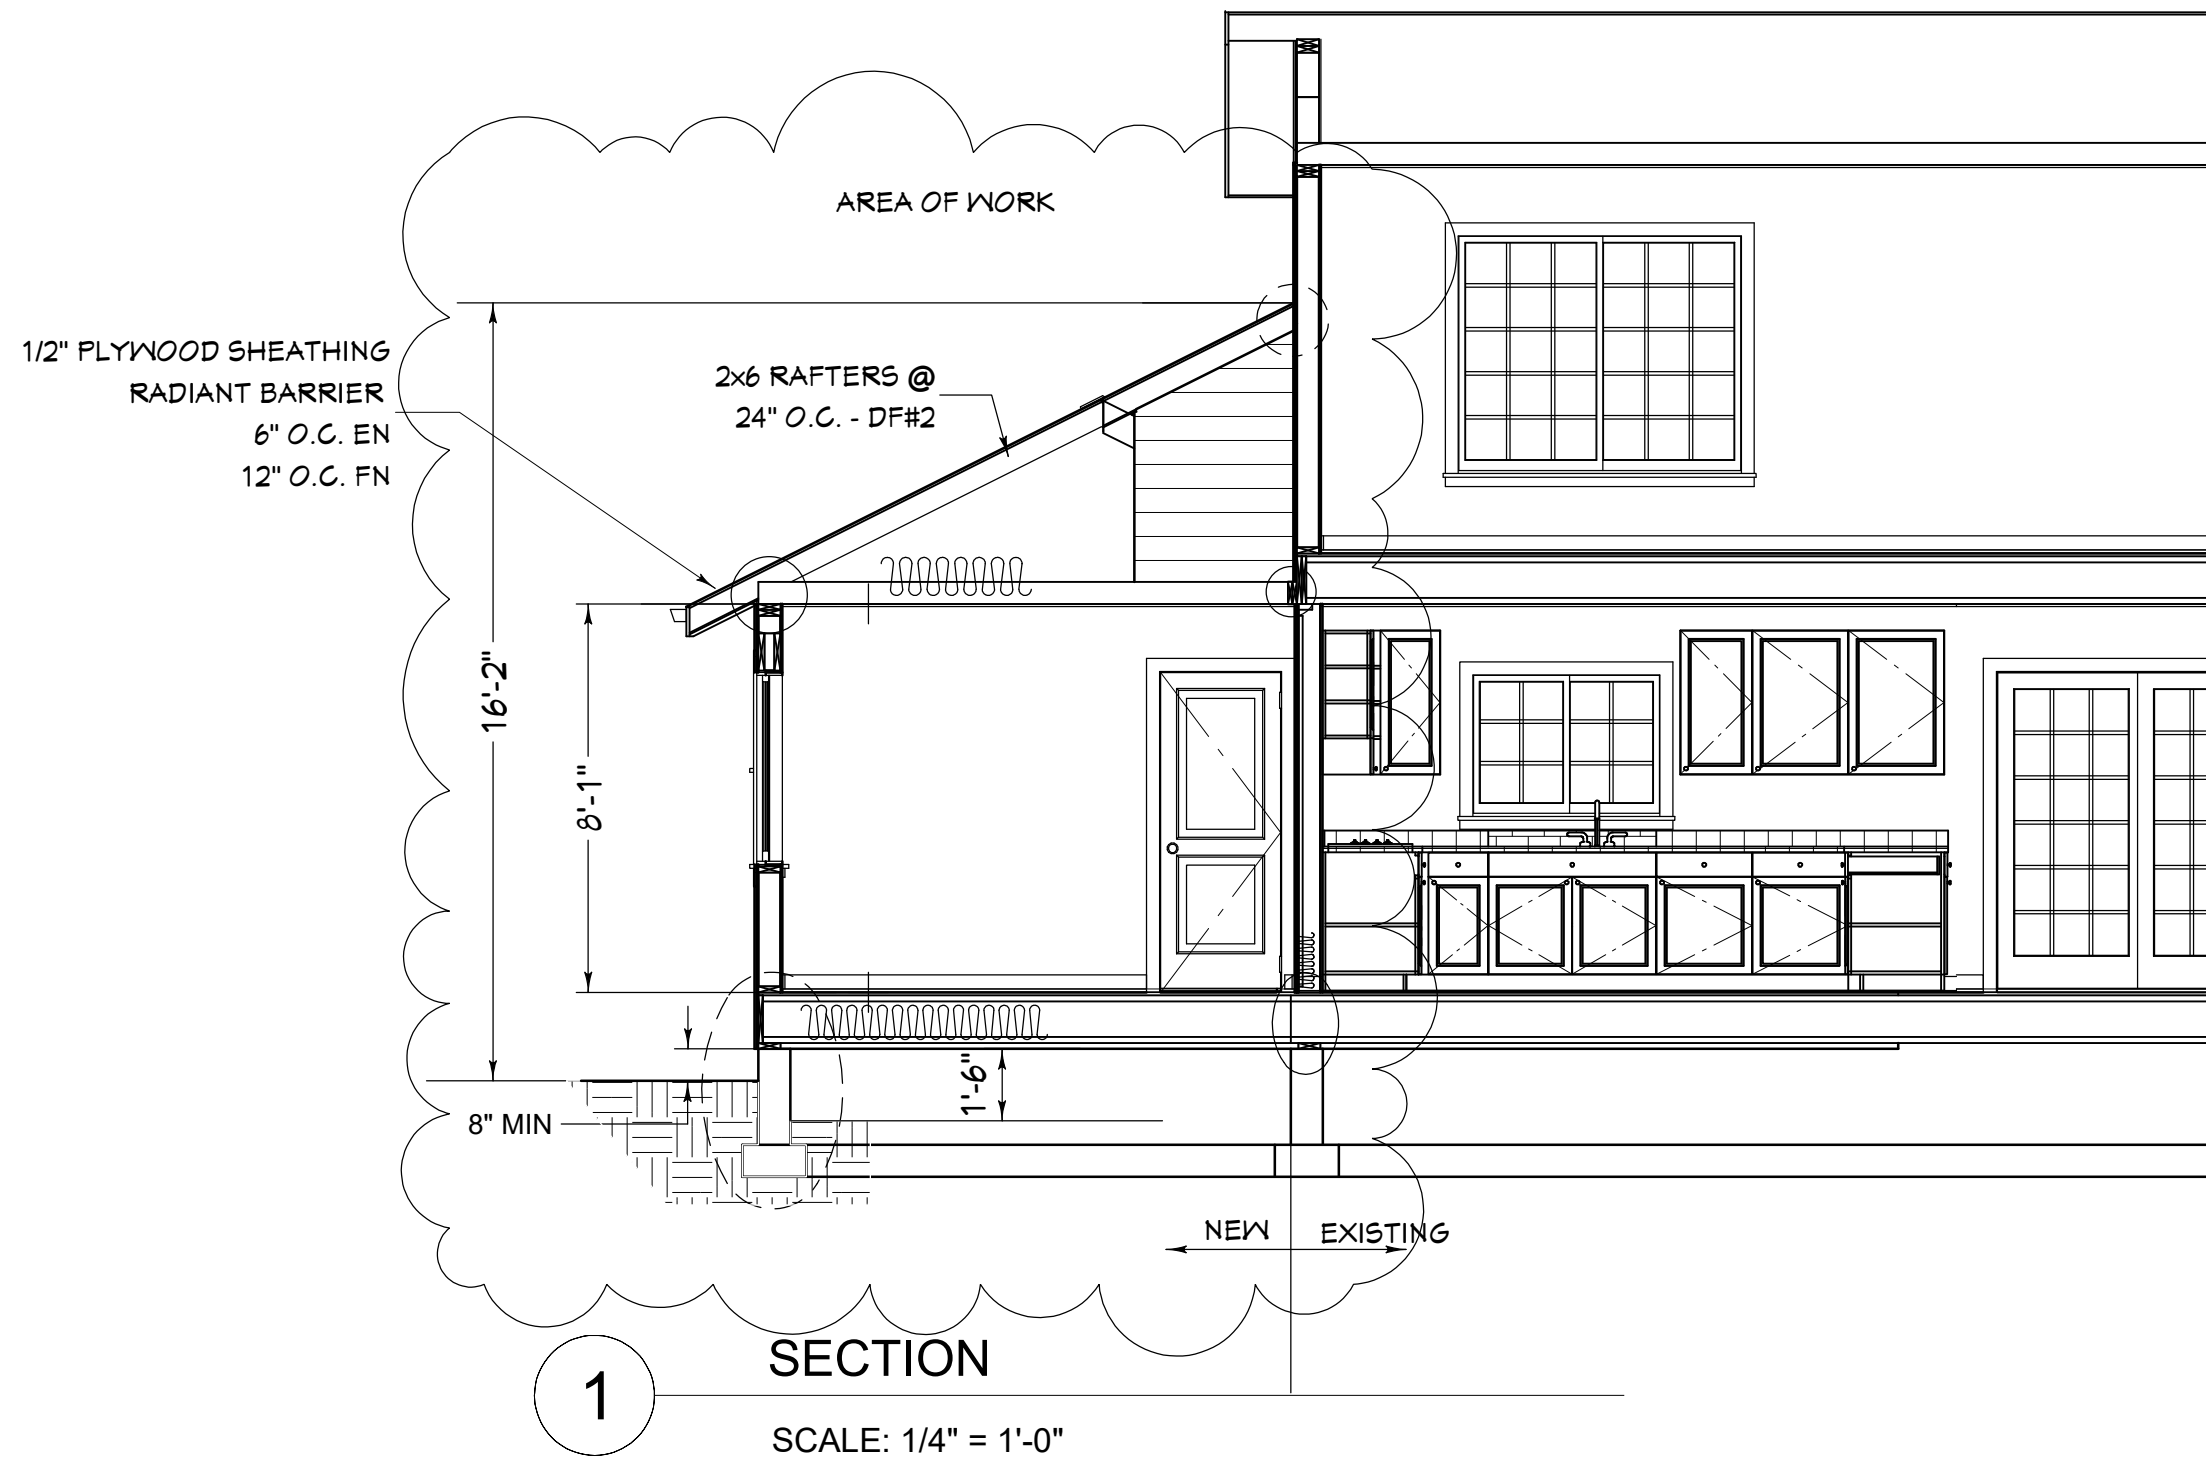 AREA OF WORK
1/2" PLYWOOD SHEATHING
RADIANT BARRIER
6" O.C. EN
12" O.C. FN
2x6 RAFTERS @
24" O.C. - DF#2
16'-2"
8'-1"
1'-6"
8" MIN
NEW
EXISTING
1
SECTION
SCALE: 1/4" = 1'-0"